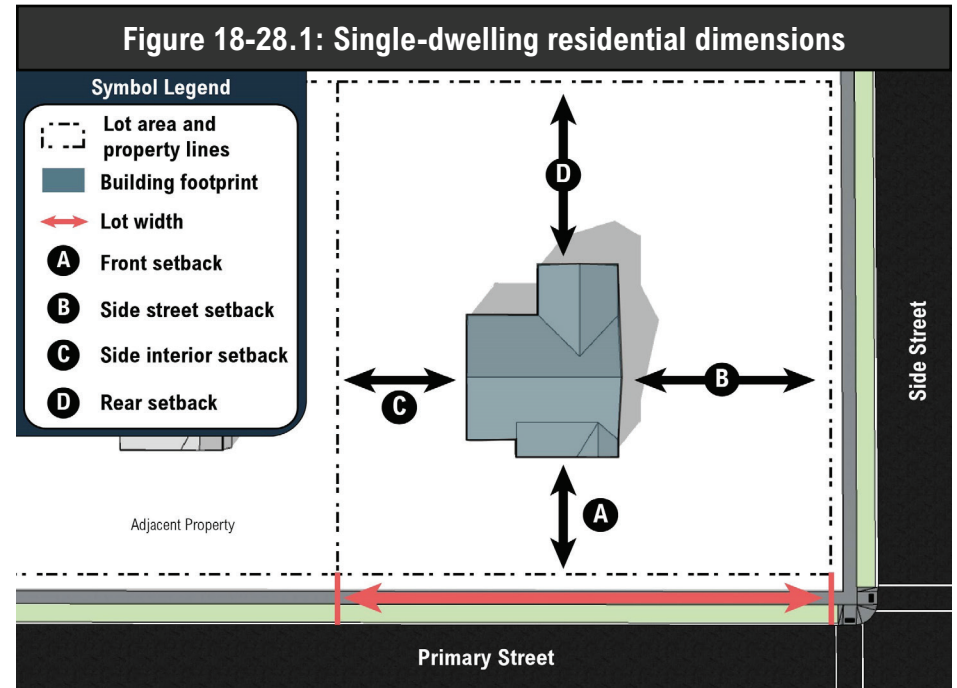 Figure 18-28.1: Single-dwelling residential dimensions
Symbol Legend
Lot area and
property lines
Building footprint
Lot width
A Front setback
B Side street setback
C Side interior setback
D Rear setback
D
B
C
A
Adjacent Property
Side Street
Primary Street